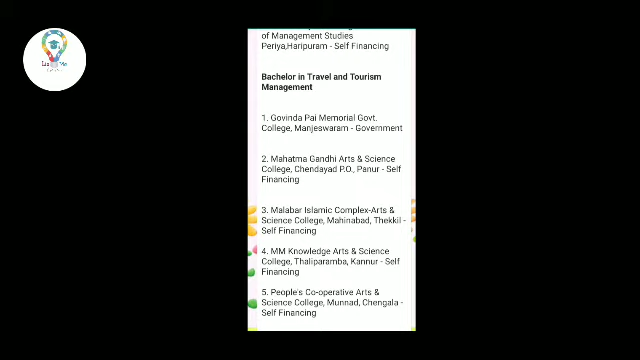 of Management Studies
Periya,Haripuram - Self Financing
Bachelor in Travel and Tourism
Management
1. Govinda Pai Memorial Govt.
College, Manjeswaram - Government
2. Mahatma Gandhi Arts & Science
College, Chendayad P.O., Panur - Self
Financing
3. Malabar Islamic Complex-Arts &
Science College, Mahinabad, Thekkil -
Self Financing
4. MM Knowledge Arts & Science
College, Thaliparamba, Kannur - Self
Financing
5. People's Co-operative Arts &
Science College, Munnad, Chengala -
Self Financing